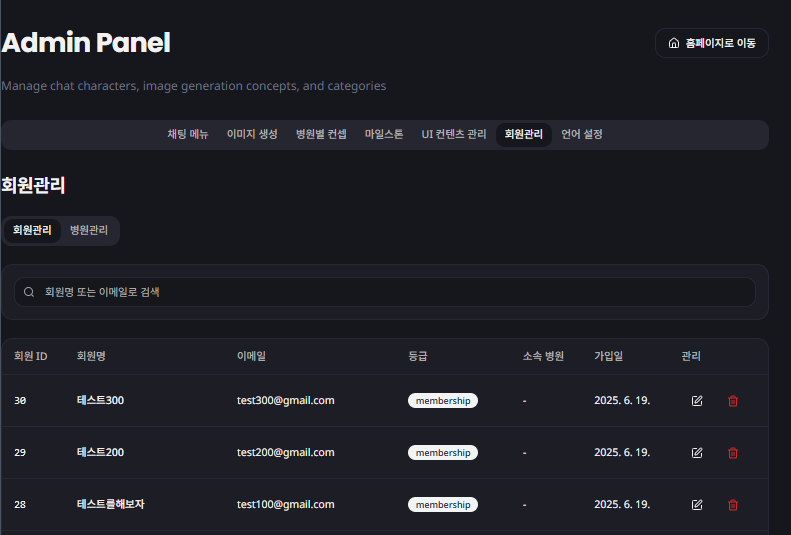 Admin Panel
홈페이지로 이동
Manage chat characters, image generation concepts, and categories
채팅 메뉴 이미지 생성 병원별 컨셉 마일스톤 UI 컨텐츠 관리 회원관리 언어 설정
회원관리
회원관리 병원관리
회원명 또는 이메일로 검색
회원 ID 회원명 이메일 등급 소속 병원 가입일 관리
30 테스트300 test300@gmail.com membership - 2025. 6. 19.
29 테스트200 test200@gmail.com membership - 2025. 6. 19.
28 테스트를해보자 test100@gmail.com membership - 2025. 6. 19.